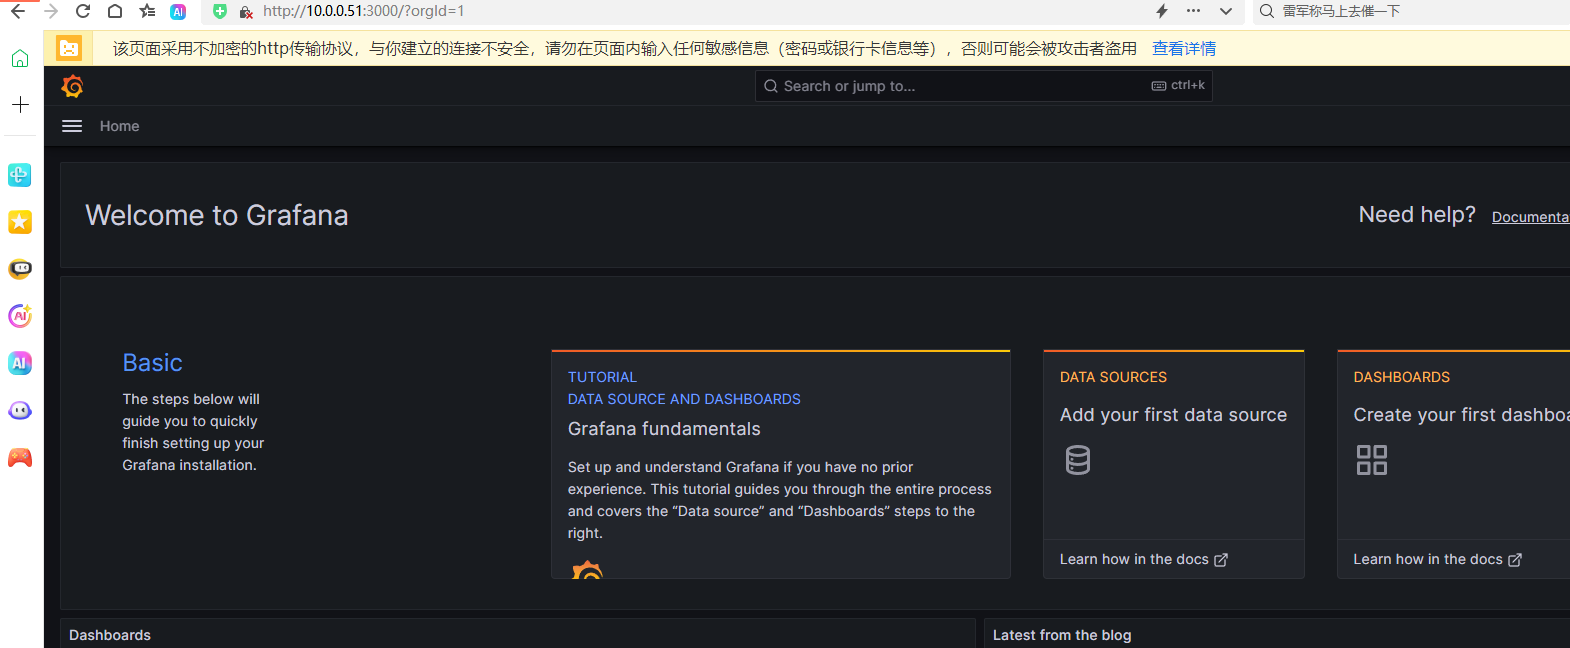 http://10.0.0.51:3000/?orgId=1
雷军称马上去催一下
该页面采用不加密的http传输协议，与你建立的连接不安全，请勿在页面内输入任何敏感信息（密码或银行卡信息等），否则可能会被攻击者盗用 查看详情
Search or jump to... ctrl+k
Home
Welcome to Grafana
Need help? Documenta
Basic
The steps below will
guide you to quickly
finish setting up your
Grafana installation.
TUTORIAL
DATA SOURCE AND DASHBOARDS
Grafana fundamentals
Set up and understand Grafana if you have no prior
experience. This tutorial guides you through the entire process
and covers the “Data source” and “Dashboards” steps to the
right.
DATA SOURCES
Add your first data source
Learn how in the docs
DASHBOARDS
Create your first dashboa
Learn how in the docs
Dashboards
Latest from the blog
AI
AI
AI